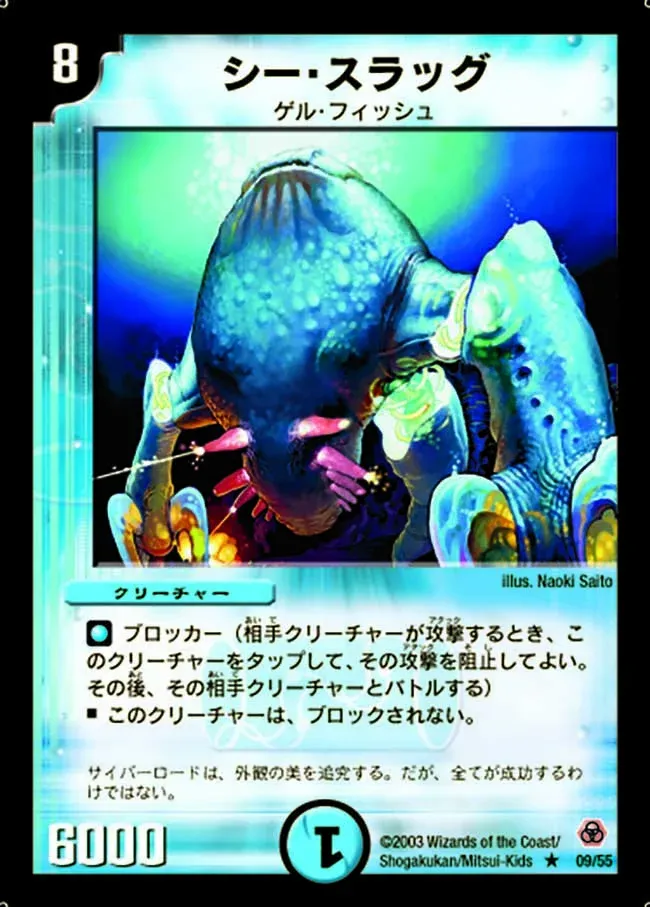 8
シー・スラッグ
ゲル・フィッシュ
illus. Naoki Saito
クリーチャー
ブロッカー（相手クリーチャーが攻撃するとき、こ
のクリーチャーをタップして、その攻撃を阻止してよい。
その後、その相手クリーチャーとバトルする）
■ このクリーチャーは、ブロックされない。
サイバーロードは、外観の美を追究する。だが、全てが成功するわ
けではない。
6000
1
©2003 Wizards of the Coast/
Shogakukan/Mitsui-Kids ★ 09/55